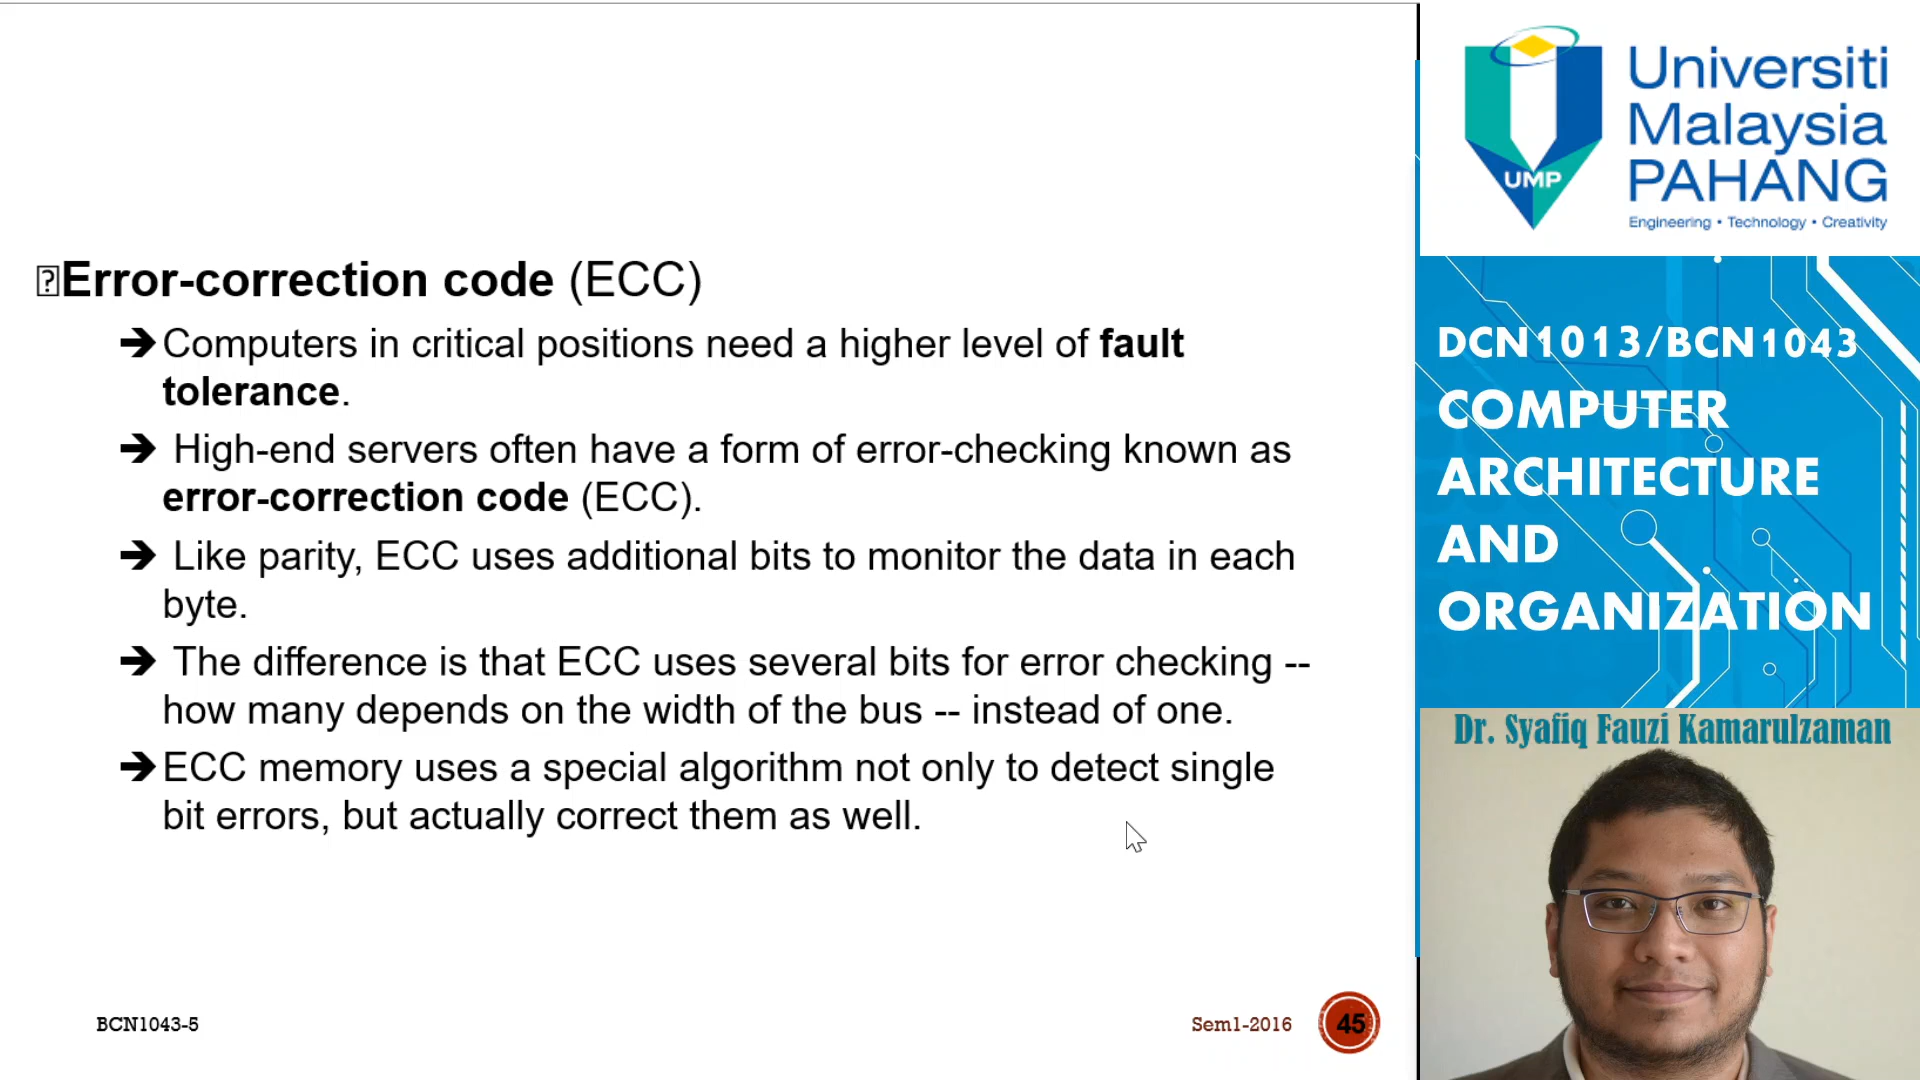 Error-correction code (ECC)
➔Computers in critical positions need a higher level of fault
tolerance.
➔ High-end servers often have a form of error-checking known as
error-correction code (ECC).
➔ Like parity, ECC uses additional bits to monitor the data in each
byte.
➔ The difference is that ECC uses several bits for error checking --
how many depends on the width of the bus -- instead of one.
➔ECC memory uses a special algorithm not only to detect single
bit errors, but actually correct them as well.
BCN1043-5
Sem1-2016
45
UMP
Universiti
Malaysia
PAHANG
Engineering • Technology • Creativity
DCN1013/BCN1043
COMPUTER
ARCHITECTURE
AND
ORGANIZATION
Dr. Syafiq Fauzi Kamarulzaman